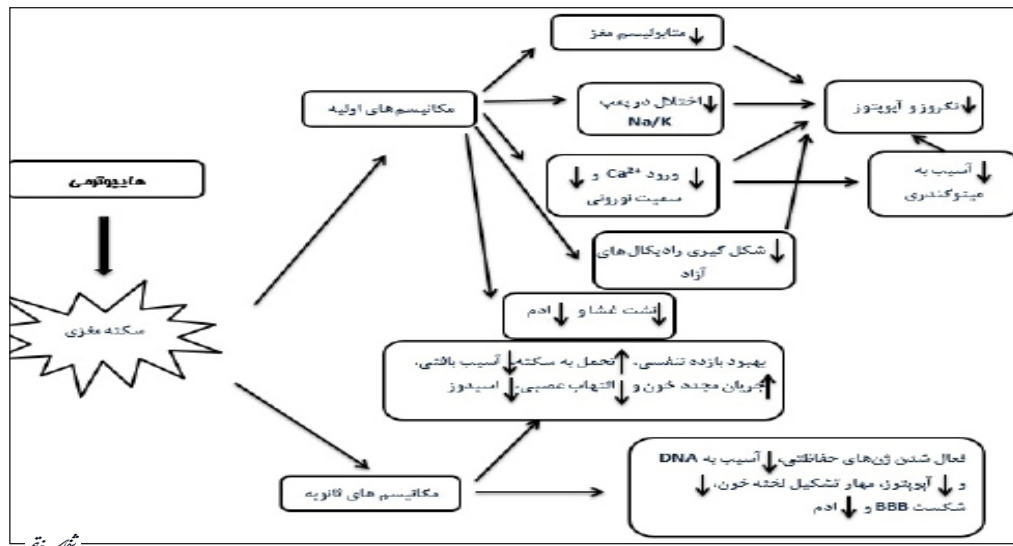 ↓ متابولیسم مغز
مکانیسم‌های اولیه
↓ اختلال در پمپ
Na/K
↓ نکروز و آپوپتوز
هایپوترمی
↓ ورود Ca²⁺ و ↓
سمیت نورونی
↓ آسیب به
میتوکندری
↓ شکل گیری رادیکال‌های
آزاد
سکته مغزی
↓ نشت غشا و ↓ ادم
بهبود بازده تنفسی، ↑ تحمل به سکته ↓ آسیب بافتی،
↑ جریان مجدد خون و ↓ التهاب عصبی، ↓ اسیدوز
مکانیسم های ثانویه
فعال شدن ژن‌های حفاظتی، ↓ آسیب به DNA
و ↓ آپوپتوز، مهار تشکیل لخته خون، ↓
شکست BBB و ↓ ادم